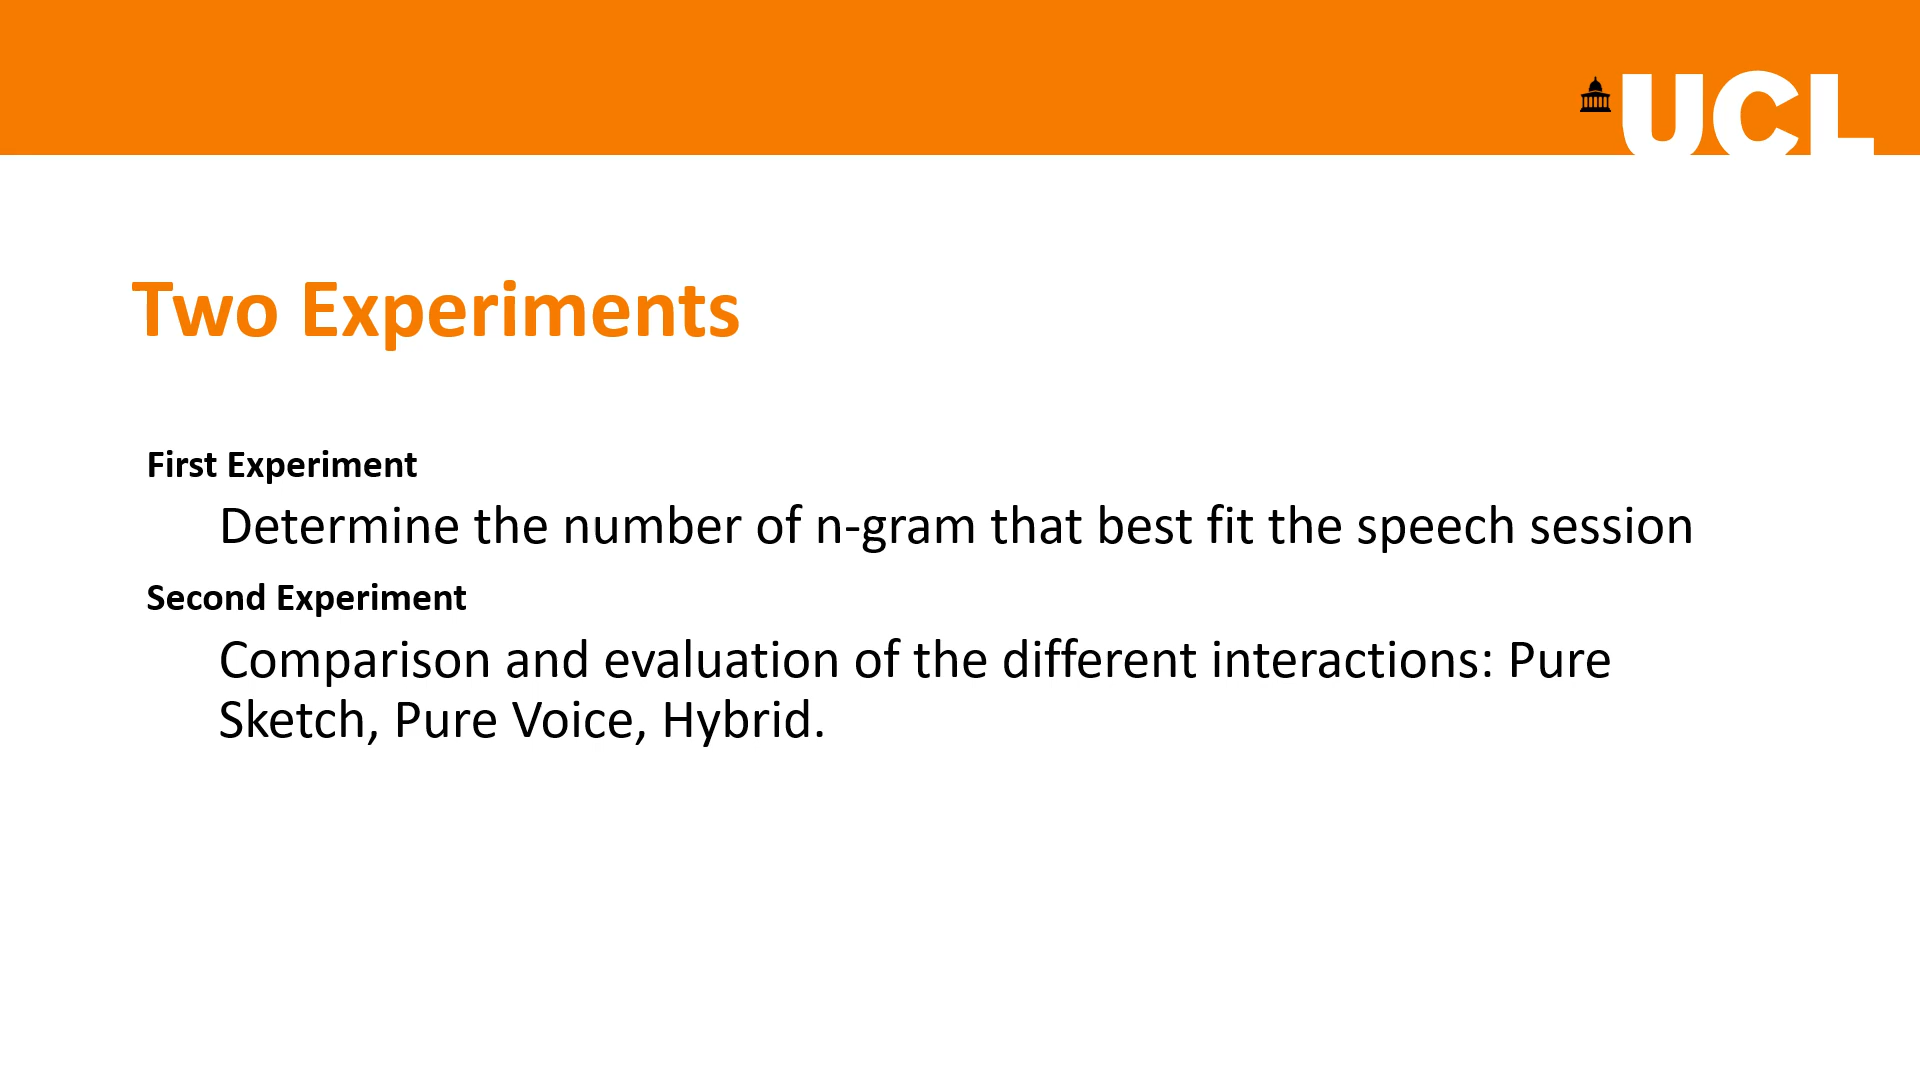 UCL
Two Experiments
First Experiment
Determine the number of n-gram that best fit the speech session
Second Experiment
Comparison and evaluation of the different interactions: Pure
Sketch, Pure Voice, Hybrid.